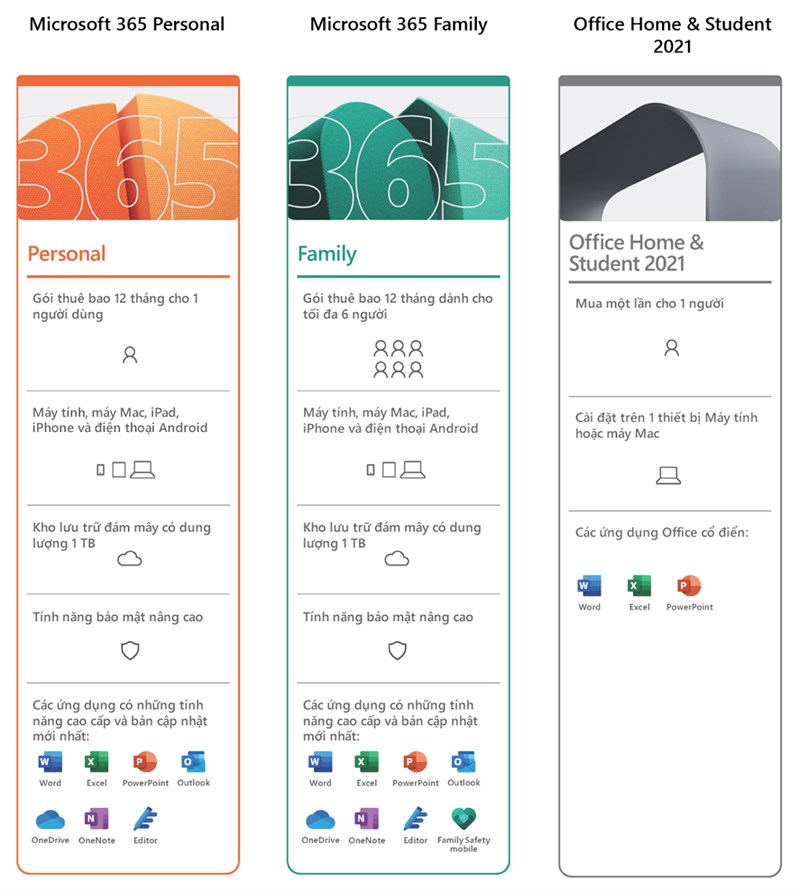 Microsoft 365 Personal
365
Personal
Gói thuê bao 12 tháng cho 1
người dùng
Máy tính, máy Mac, iPad,
iPhone và điện thoại Android
Kho lưu trữ đám mây có dung
lượng 1 TB
Tính năng bảo mật nâng cao
Các ứng dụng có những tính
năng cao cấp và bản cập nhật
mới nhất:
Word Excel PowerPoint Outlook
OneDrive OneNote Editor
Microsoft 365 Family
365
Family
Gói thuê bao 12 tháng dành cho
tối đa 6 người
Máy tính, máy Mac, iPad,
iPhone và điện thoại Android
Kho lưu trữ đám mây có dung
lượng 1 TB
Tính năng bảo mật nâng cao
Các ứng dụng có những tính
năng cao cấp và bản cập nhật
mới nhất:
Word Excel PowerPoint Outlook
OneDrive OneNote Editor Family Safety
mobile
Office Home & Student
2021
Office Home &
Student 2021
Mua một lần cho 1 người
Cài đặt trên 1 thiết bị Máy tính
hoặc máy Mac
Các ứng dụng Office cổ điển:
Word Excel PowerPoint